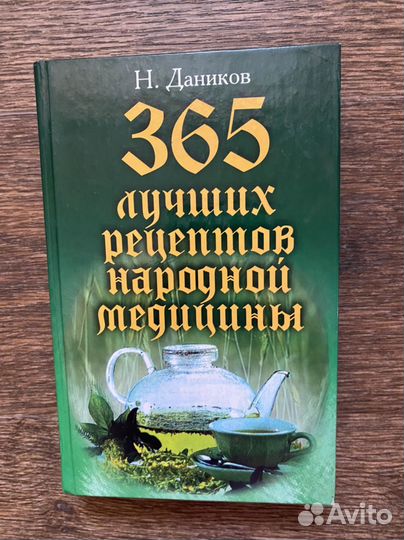 Н. Даников
365
лучших
рецептов
народной
медицины
Avito